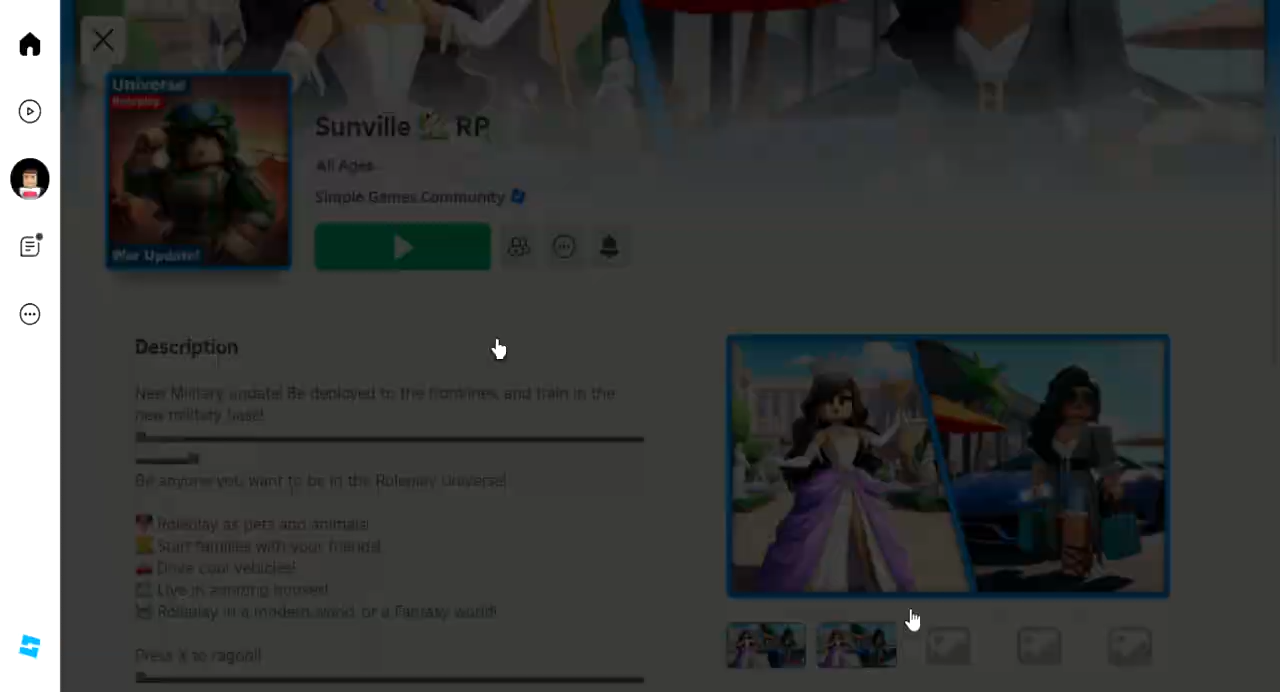 Universe
Roleplay
War Update!
Sunville RP
All Ages
Simple Games Community
Description
New Military update! Be deployed to the frontlines, and train in the
new military base!
Be anyone you want to be in the Roleplay Universe!
Roleplay as pets and animals!
Start families with your friends!
Drive cool vehicles!
Live in amazing houses!
Roleplay in a modern island, or a Fantasy world!
Press X to ragdoll!